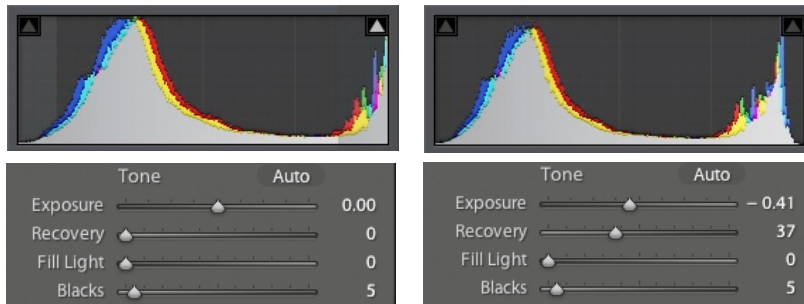 Tone Auto
Exposure 0.00
Recovery 0
Fill Light 0
Blacks 5
Tone Auto
Exposure – 0.41
Recovery 37
Fill Light 0
Blacks 5